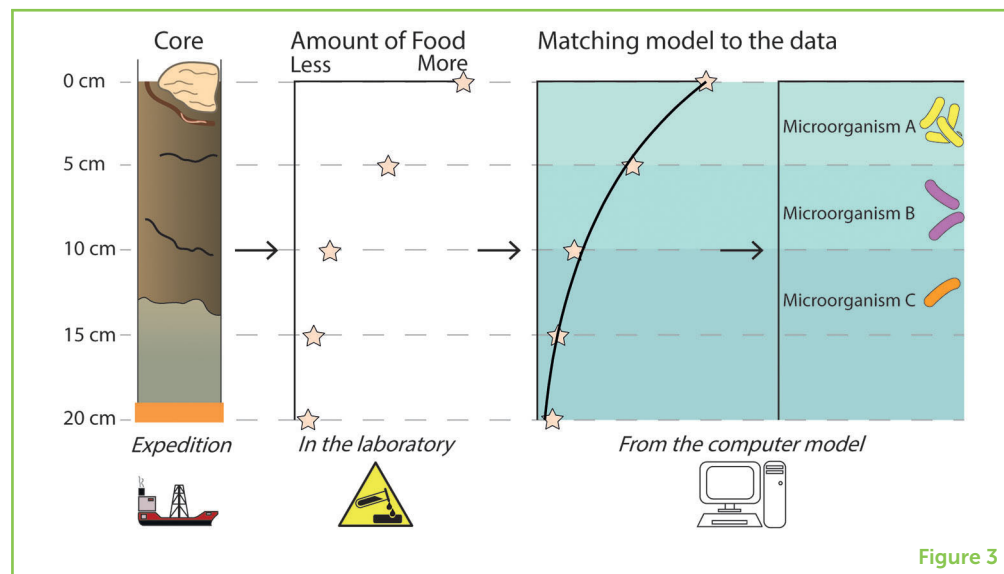 Core
Amount of Food
Less More
Matching model to the data
0 cm
5 cm
10 cm
15 cm
20 cm
Microorganism A
Microorganism B
Microorganism C
Expedition
In the laboratory
From the computer model
Figure 3